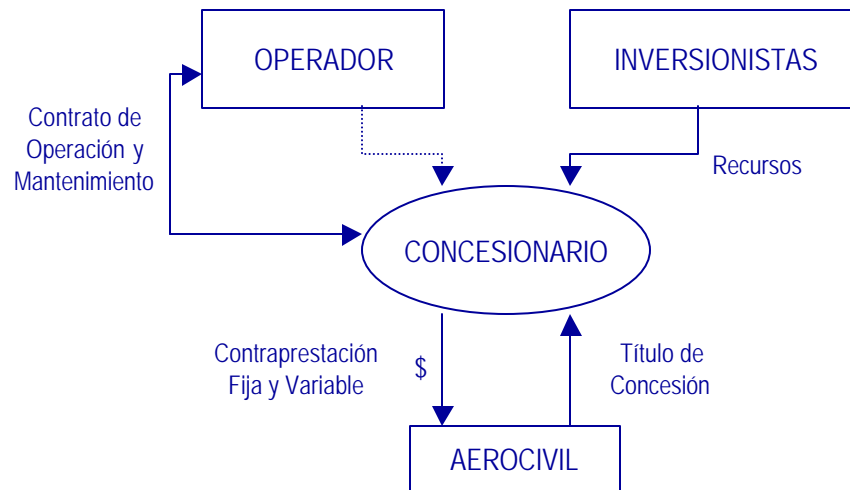 OPERADOR
INVERSIONISTAS
Contrato de
Operación y
Mantenimiento
Recursos
CONCESIONARIO
Contraprestación
Fija y Variable
$
Título de
Concesión
AEROCIVIL